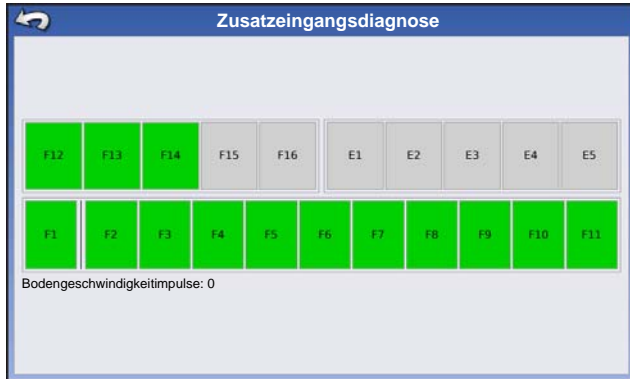 Zusatzeingangsdiagnose
F12 F13 F14 F15 F16 E1 E2 E3 E4 E5
F1 F2 F3 F4 F5 F6 F7 F8 F9 F10 F11
Bodengeschwindigkeitimpulse: 0